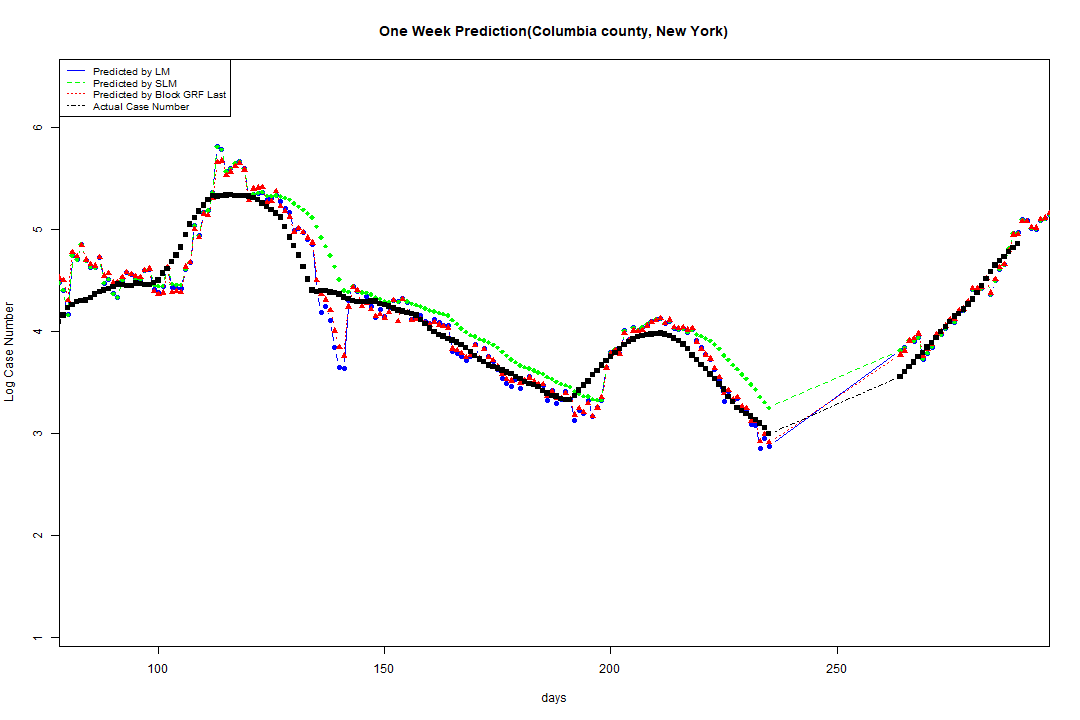 One Week Prediction(Columbia county, New York)
Predicted by LM
Predicted by SLM
Predicted by Block GRF Last
Actual Case Number
6
5
4
3
2
1
Log Case Number
100 150 200 250
days